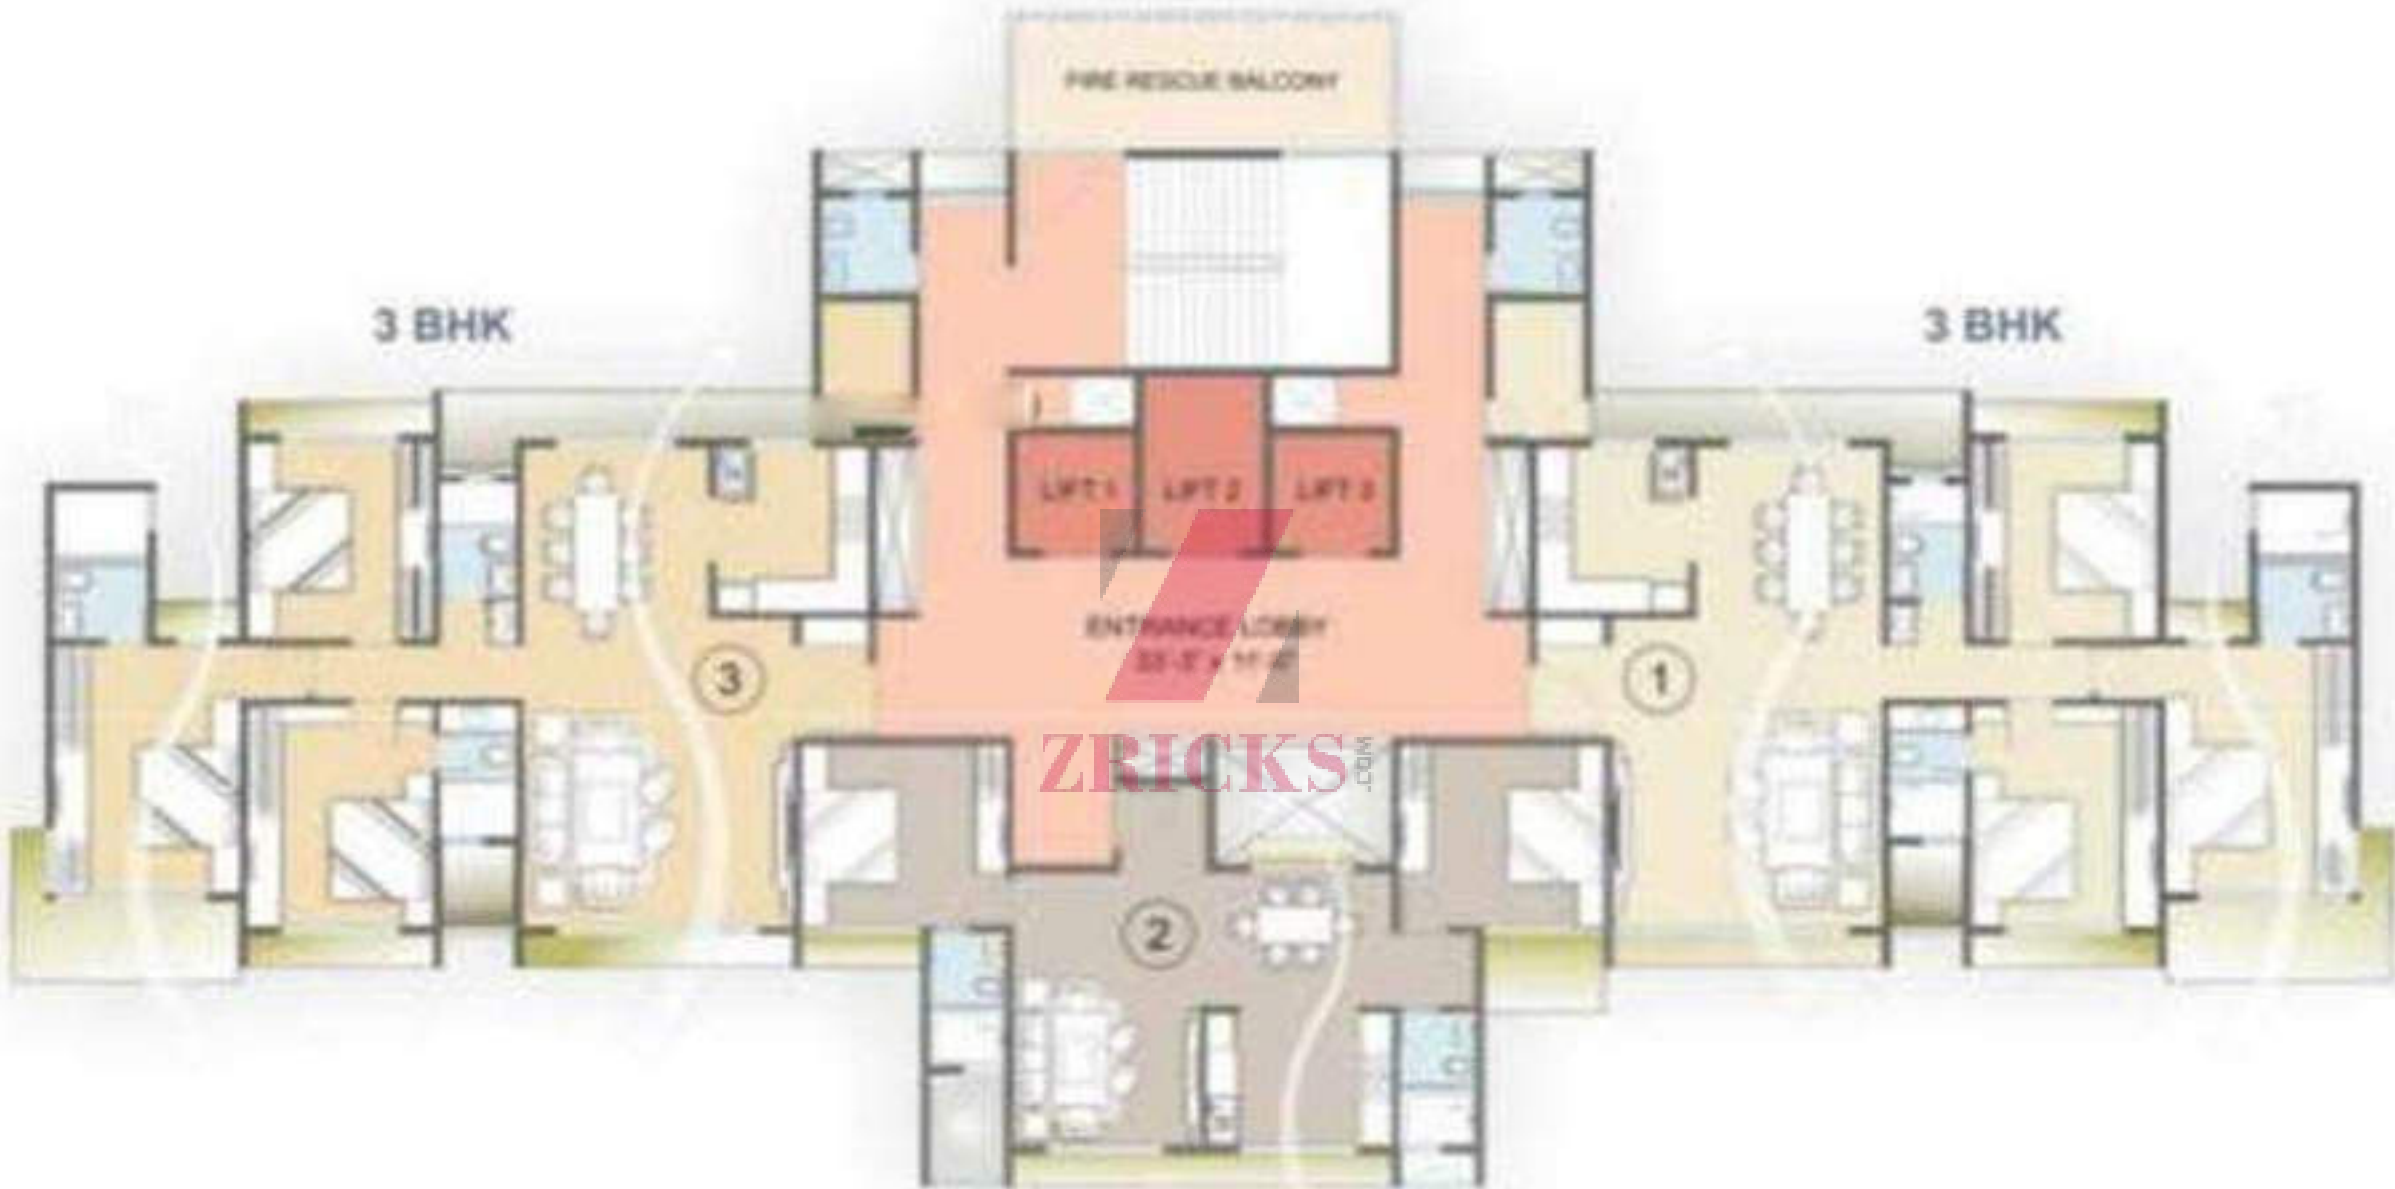 FIRE RESCUE BALCONY
3 BHK
3 BHK
LIFT 1
LIFT 2
LIFT 3
ENTRANCE LOBBY
3
1
ZRICKS
.COM
2